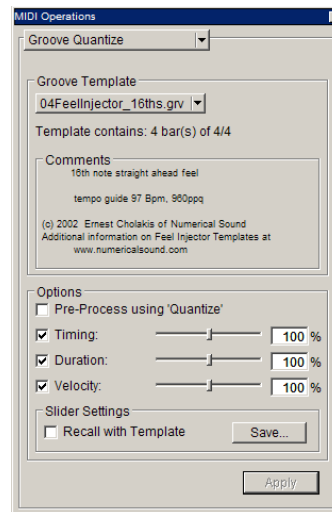 MIDI Operations
Groove Quantize
Groove Template
04FeelInjector_16ths.grv
Template contains: 4 bar(s) of 4/4
Comments
16th note straight ahead feel
tempo guide 97 Bpm, 960ppq
(c) 2002 Ernest Cholakis of Numerical Sound
Additional information on Feel Injector Templates at
www.numericalsound.com
Options
Pre-Process using 'Quantize'
Timing: 100 %
Duration: 100 %
Velocity: 100 %
Slider Settings
Recall with Template Save...
Apply